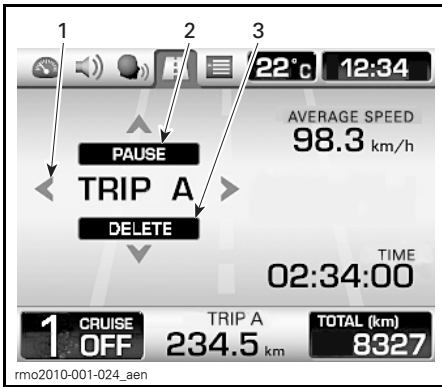 1 2 3
22°c 12:34
AVERAGE SPEED
98.3 km/h
PAUSE
TRIP A
DELETE
TIME
02:34:00
1 CRUISE OFF
TRIP A
234.5 km
TOTAL (km)
8327
rmo2010-001-024_aen